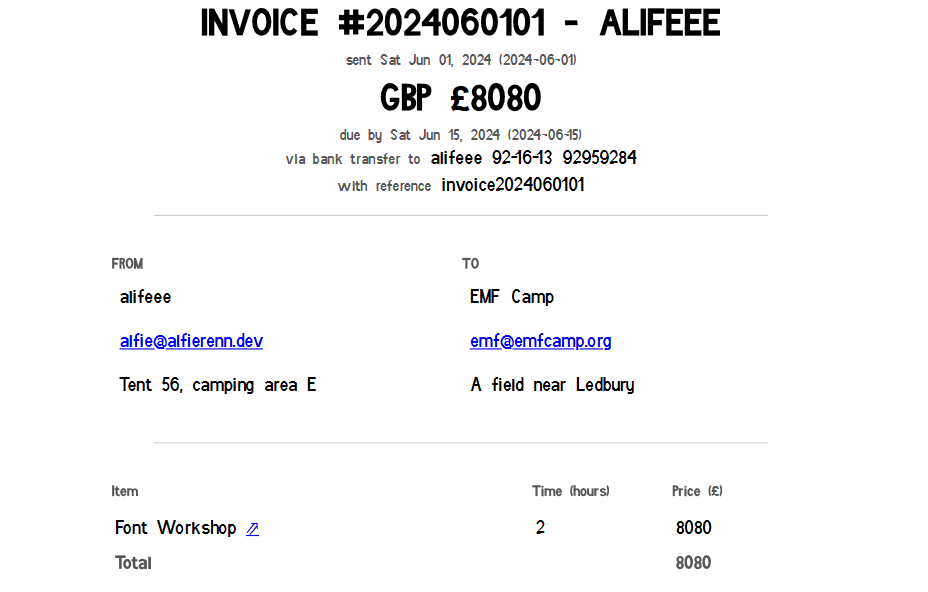 INVOICE #2024060101 - ALIFEEE
sent Sat Jun 01, 2024 (2024-06-01)
GBP £8080
due by Sat Jun 15, 2024 (2024-06-15)
via bank transfer to alifeee 92-16-13 92959284
with reference invoice2024060101
FROM TO
alifeee EMF Camp
alfie@alfierenn.dev emf@emfcamp.org
Tent 56, camping area E A field near Ledbury
Item Time (hours) Price (£)
Font Workshop ⇗ 2 8080
Total 8080